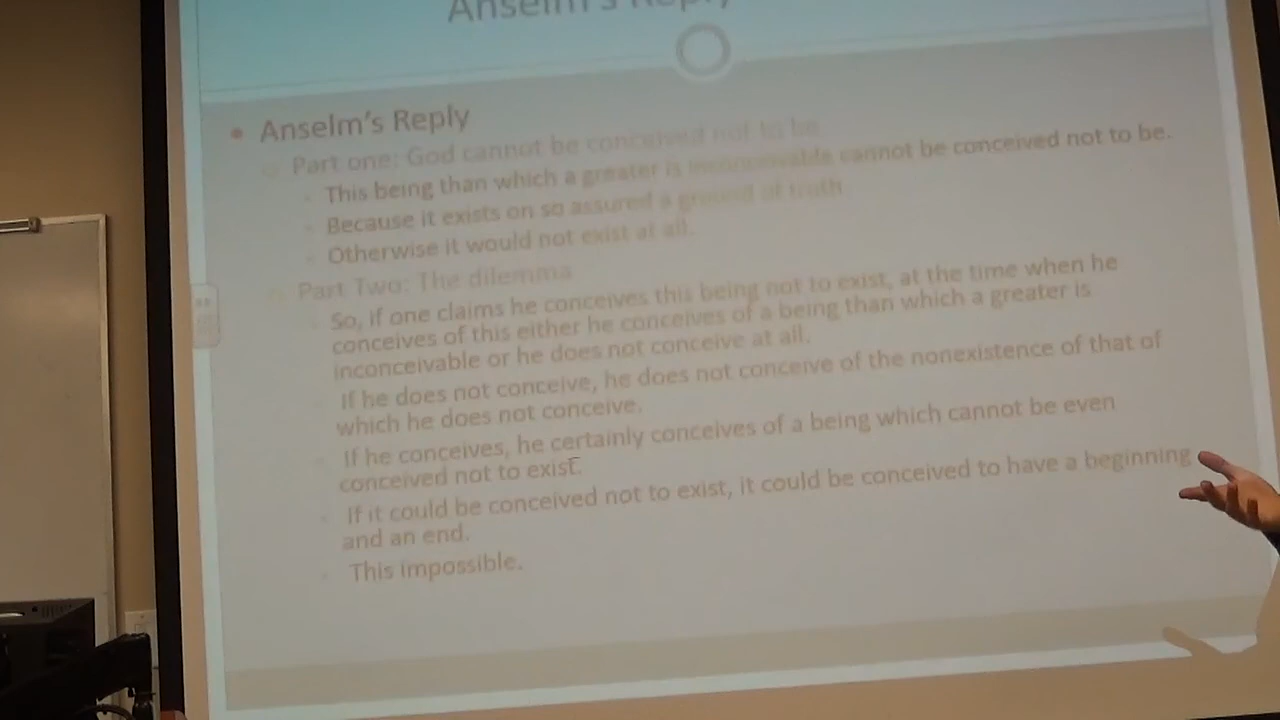 Anselm's Reply
Anselm's Reply
Part one: God cannot be conceived not to be
This being than which a greater is inconceivable cannot be conceived not to be.
Because it exists on so assured a ground of truth
Otherwise it would not exist at all.
Part Two: The dilemma
So, if one claims he conceives this being not to exist, at the time when he
conceives of this either he conceives of a being than which a greater is
inconceivable or he does not conceive at all.
If he does not conceive, he does not conceive of the nonexistence of that of
which he does not conceive.
If he conceives, he certainly conceives of a being which cannot be even
conceived not to exist.
If it could be conceived not to exist, it could be conceived to have a beginning
and an end.
This impossible.